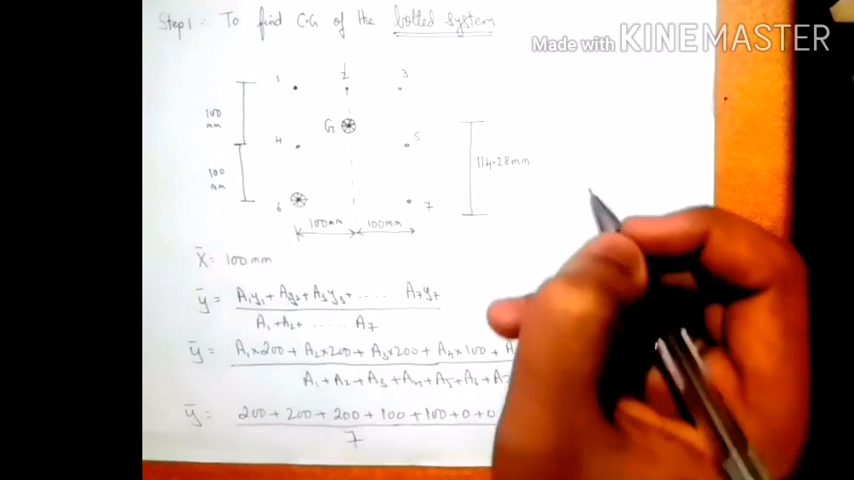 Step 1 :- To find C.G of the bolted system
Made with KINEMASTER
1 2 3
100 mm
G
4 5
114.28mm
100 mm
6 7
100mm 100mm
X̄ = 100mm
ȳ = A₁y₁ + A₂y₂ + A₃y₃ + ...... A₇y₇
A₁ + A₂ + ...... A₇
ȳ = A₁×200 + A₂×200 + A₃×200 + A₄×100 +
A₁ + A₂ + A₃ + A₄ + A₅ + A₆ + A₇
ȳ = 200 + 200 + 200 + 100 + 100 + 0 + 0
7